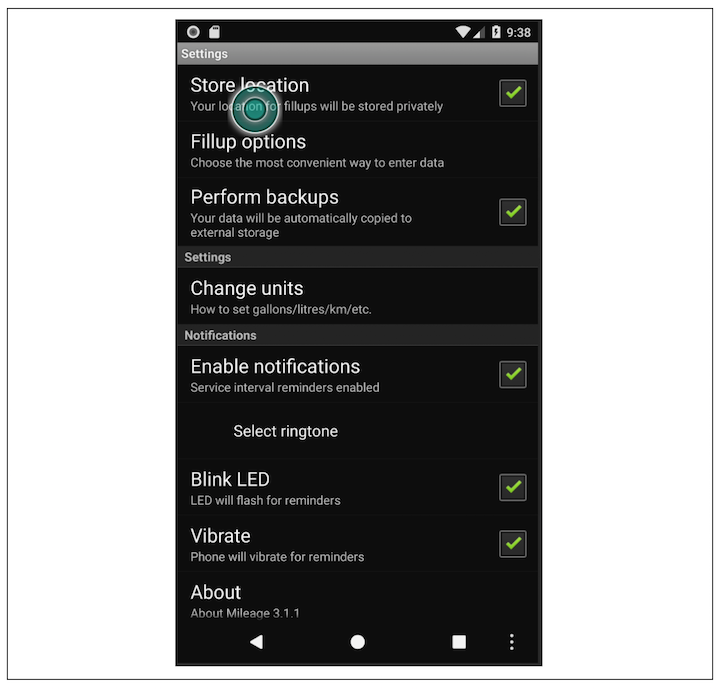 9:38
Settings
Store location
Your location for fillups will be stored privately
Fillup options
Choose the most convenient way to enter data
Perform backups
Your data will be automatically copied to
external storage
Settings
Change units
How to set gallons/litres/km/etc.
Notifications
Enable notifications
Service interval reminders enabled
Select ringtone
Blink LED
LED will flash for reminders
Vibrate
Phone will vibrate for reminders
About
About Mileage 3.1.1